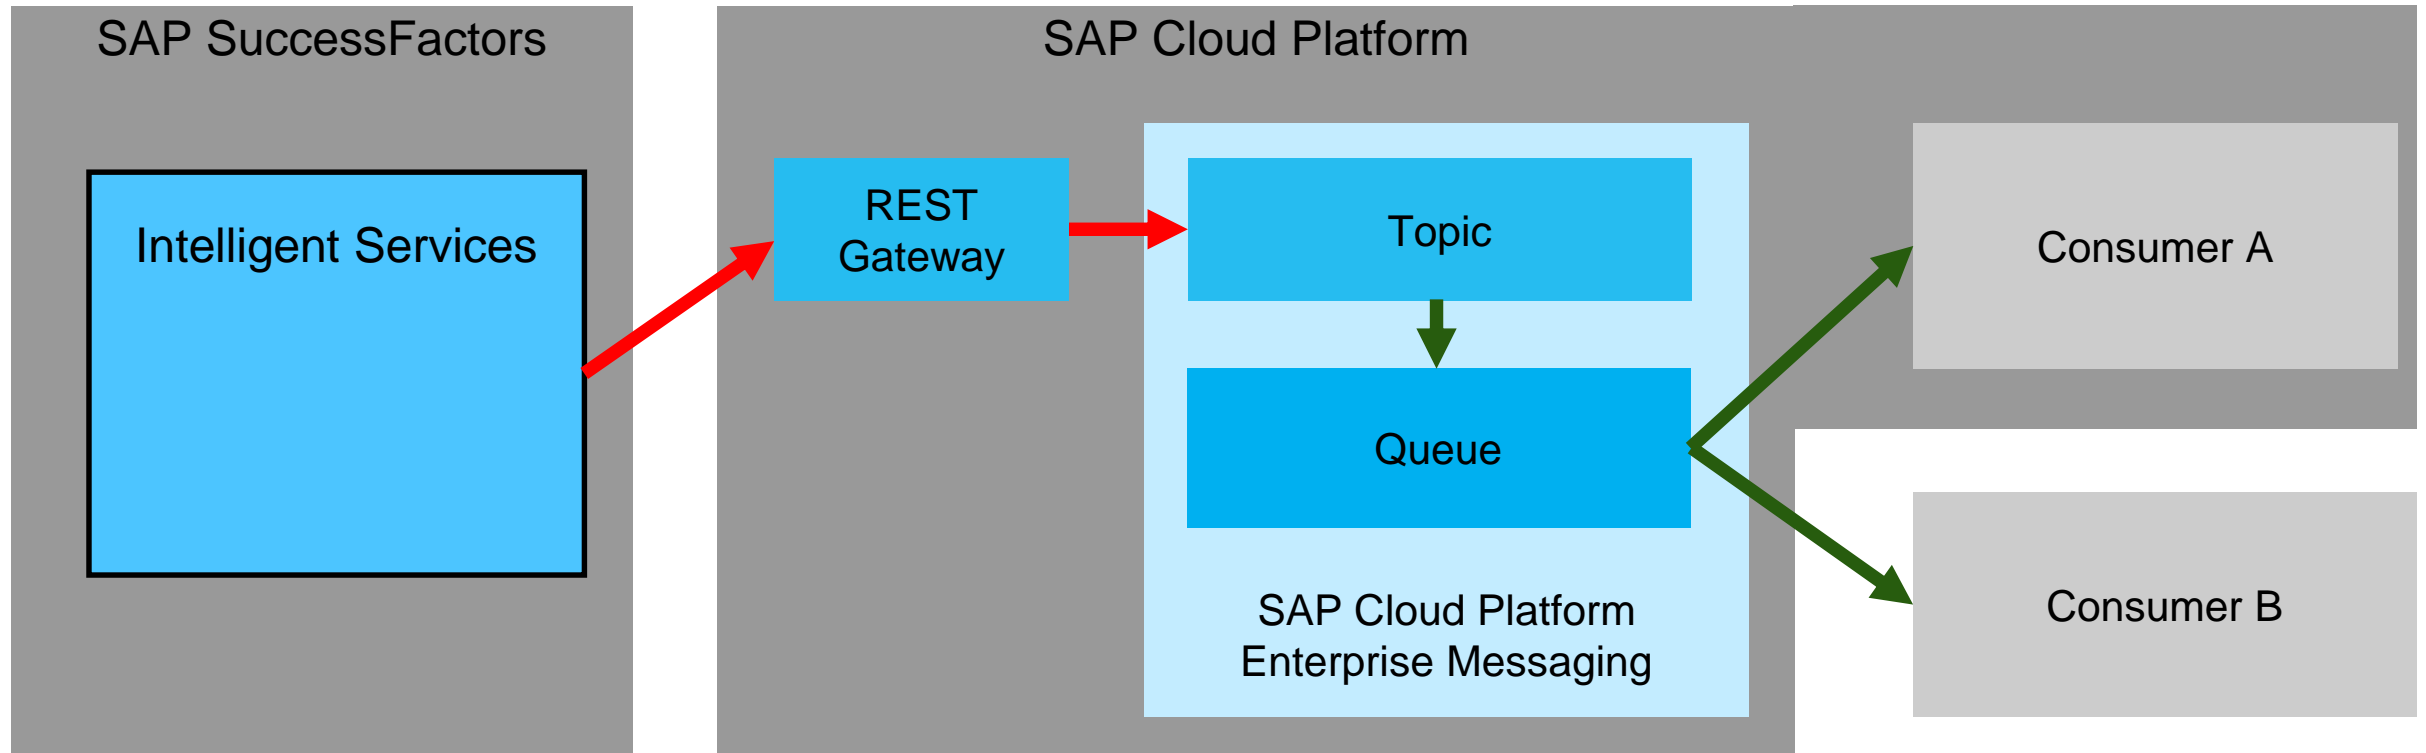 SAP SuccessFactors
SAP Cloud Platform
Intelligent Services
REST
Gateway
Topic
Queue
SAP Cloud Platform
Enterprise Messaging
Consumer A
Consumer B